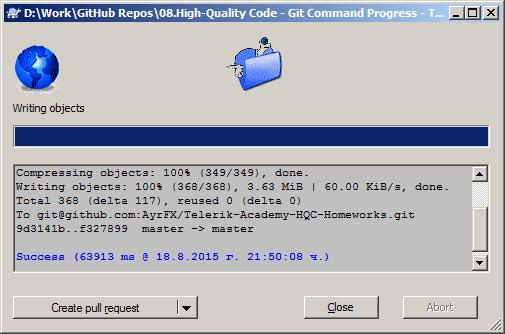 D:\Work\GitHub Repos\08.High-Quality Code - Git Command Progress - T...
Writing objects
Compressing objects: 100% (349/349), done.
Writing objects: 100% (368/368), 3.63 MiB | 60.00 KiB/s, done.
Total 368 (delta 117), reused 0 (delta 0)
To git@github.com:AyrFX/Telerik-Academy-HQC-Homeworks.git
9d3141b..f327899  master -> master
Success (63913 ms @ 18.8.2015 г. 21:50:08 ч.)
Create pull request Close Abort